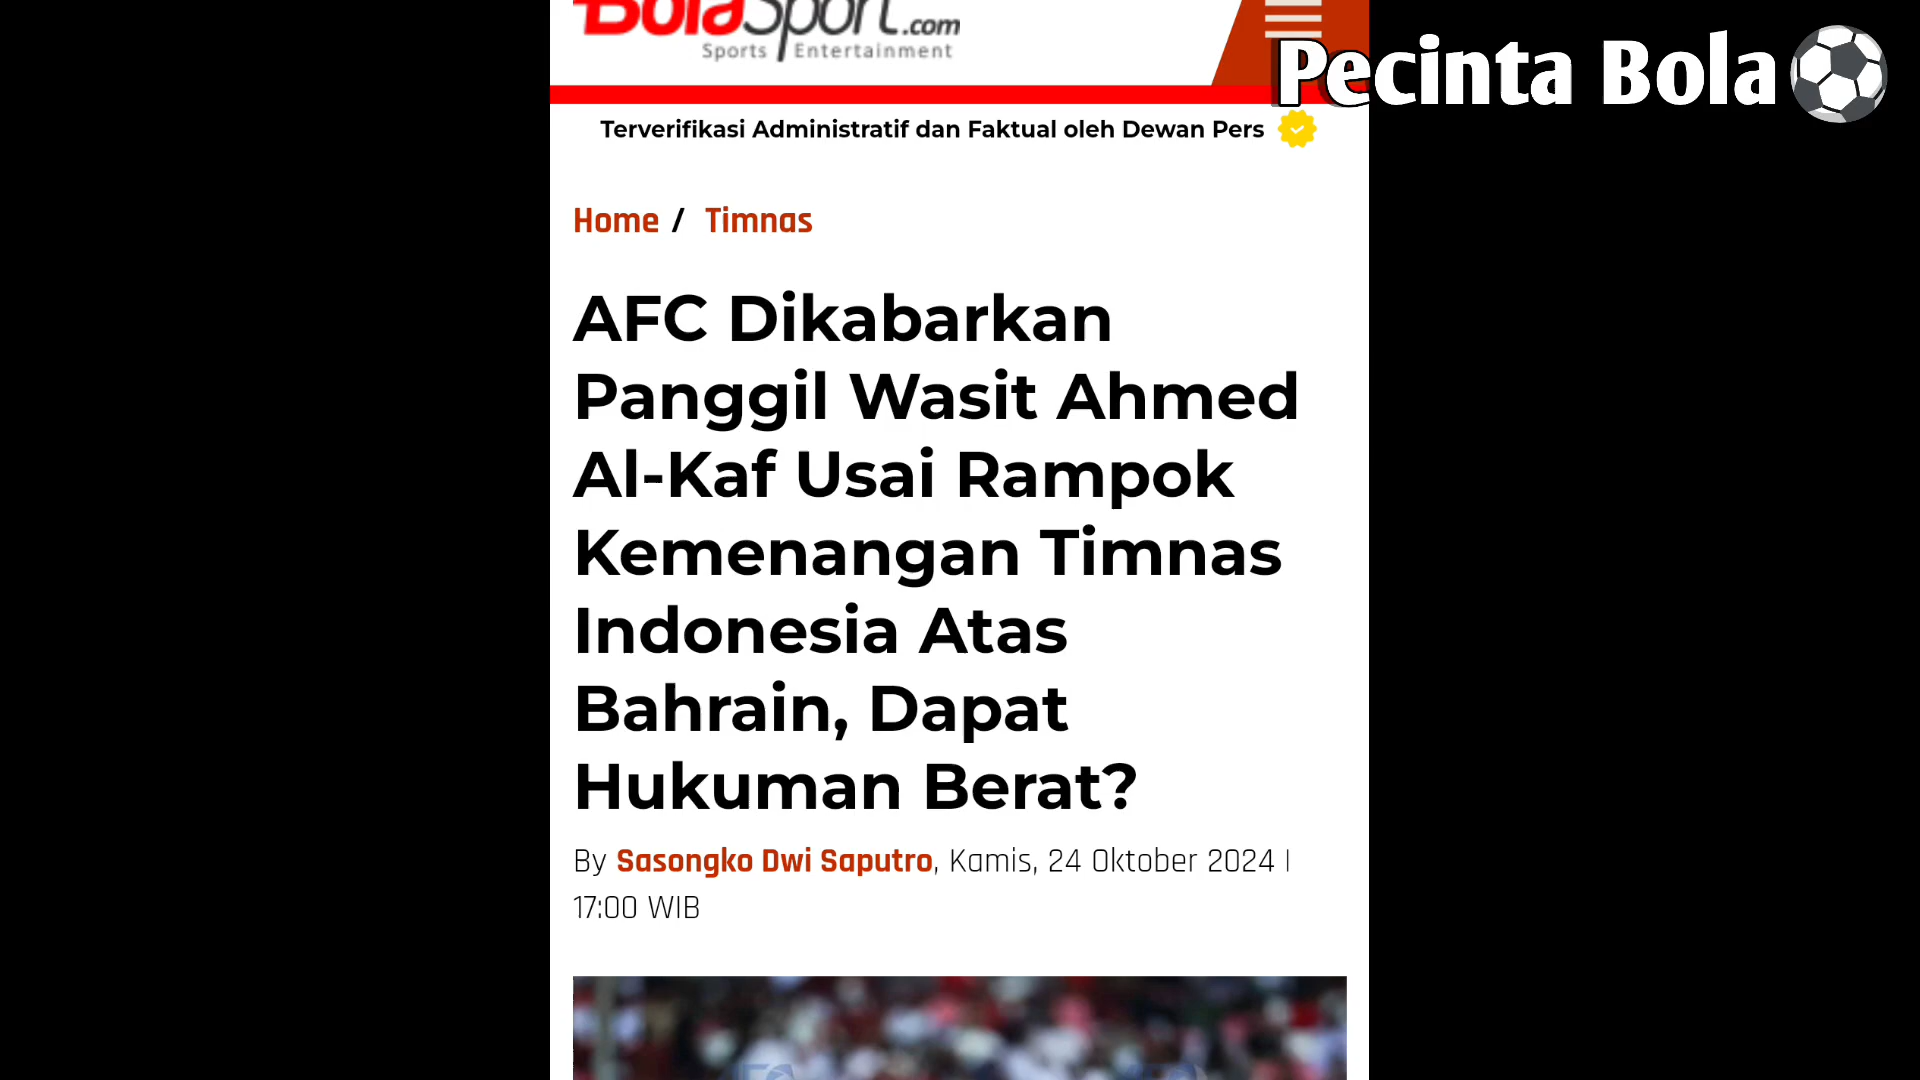 BolaSport.com
Sports Entertainment
Pecinta Bola
Terverifikasi Administratif dan Faktual oleh Dewan Pers
Home / Timnas
AFC Dikabarkan
Panggil Wasit Ahmed
Al-Kaf Usai Rampok
Kemenangan Timnas
Indonesia Atas
Bahrain, Dapat
Hukuman Berat?
By Sasongko Dwi Saputro, Kamis, 24 Oktober 2024 |
17:00 WIB